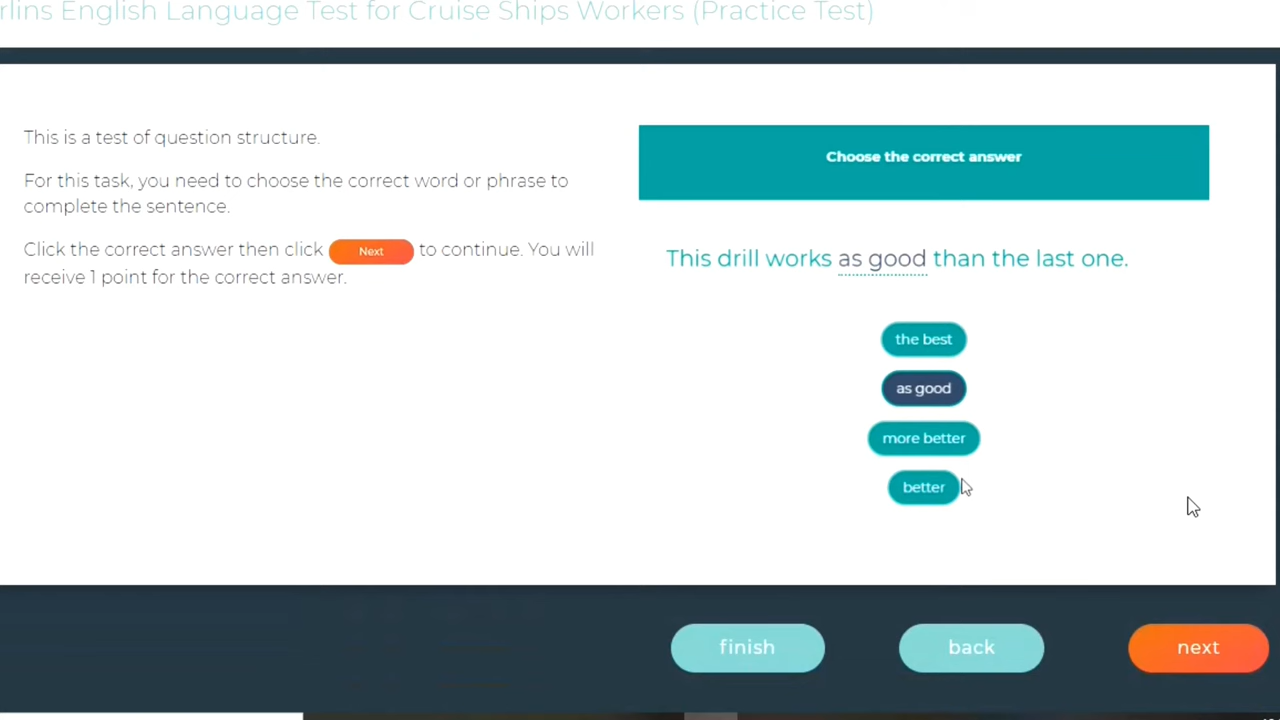 rlins English Language Test for Cruise Ships Workers (Practice Test)
This is a test of question structure.
For this task, you need to choose the correct word or phrase to
complete the sentence.
Click the correct answer then click Next to continue. You will
receive 1 point for the correct answer.
Choose the correct answer
This drill works as good than the last one.
the best
as good
more better
better
finish
back
next